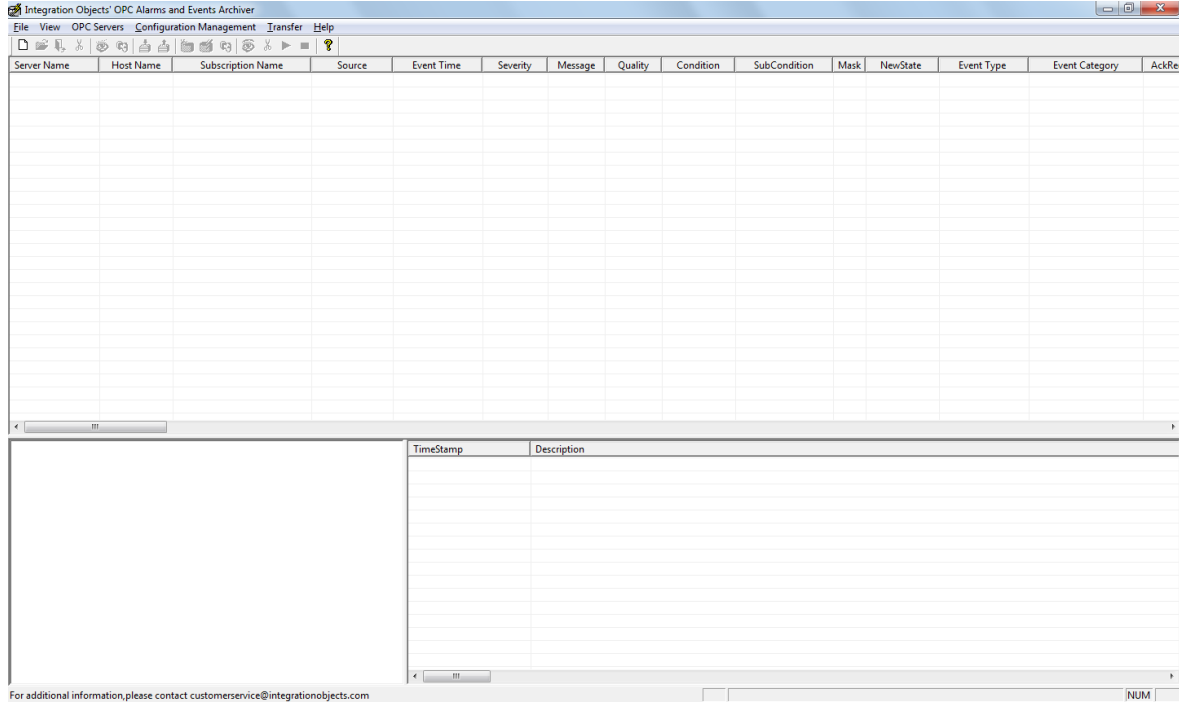 Integration Objects' OPC Alarms and Events Archiver
File View OPC Servers Configuration Management Transfer Help
Server Name Host Name Subscription Name Source Event Time Severity Message Quality Condition SubCondition Mask NewState Event Type Event Category AckRe
TimeStamp Description
For additional information,please contact customerservice@integrationobjects.com NUM